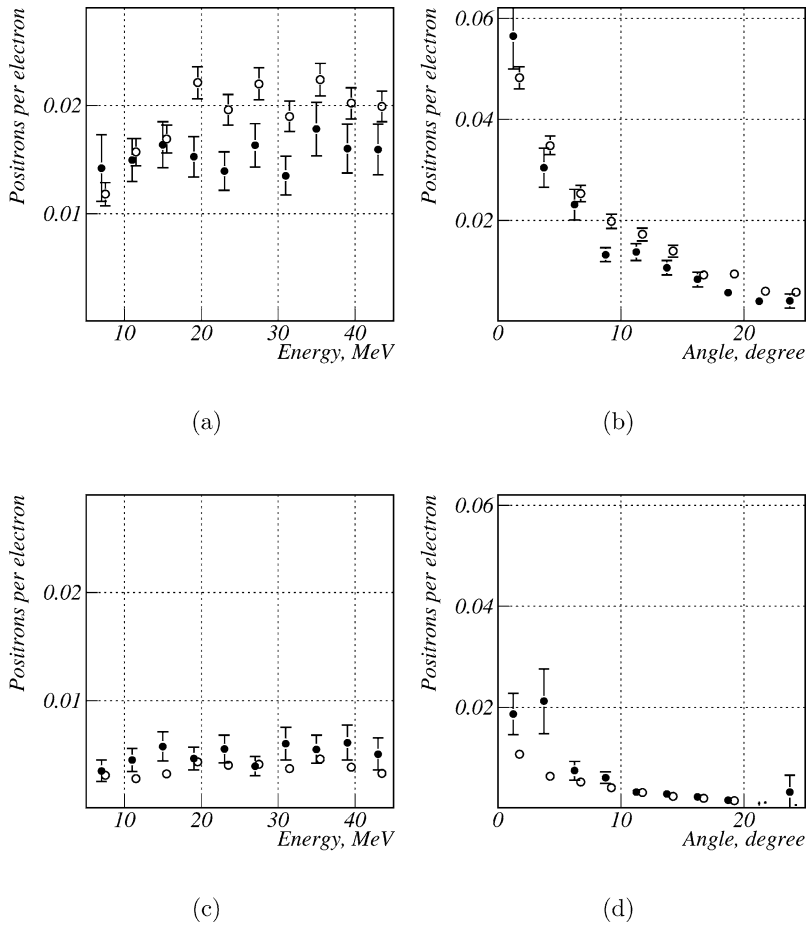 Positrons per electron
0.02
0.01
10 20 30 40
Energy, MeV
(a)
Positrons per electron
0.06
0.04
0.02
0 10 20
Angle, degree
(b)
Positrons per electron
0.02
0.01
10 20 30 40
Energy, MeV
(c)
Positrons per electron
0.06
0.04
0.02
0 10 20
Angle, degree
(d)